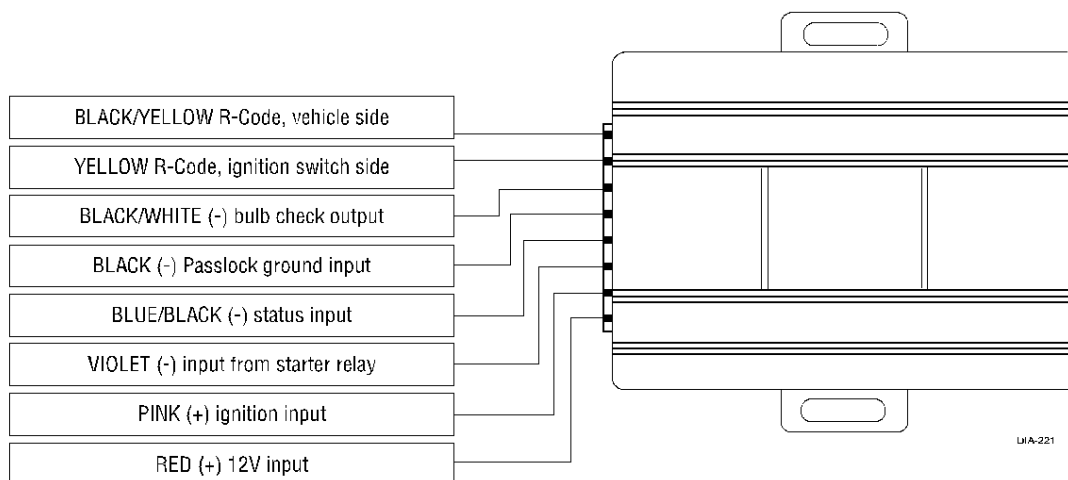 BLACK/YELLOW R-Code, vehicle side
YELLOW R-Code, ignition switch side
BLACK/WHITE (-) bulb check output
BLACK (-) Passlock ground input
BLUE/BLACK (-) status input
VIOLET (-) input from starter relay
PINK (+) ignition input
RED (+) 12V input
DIA-221